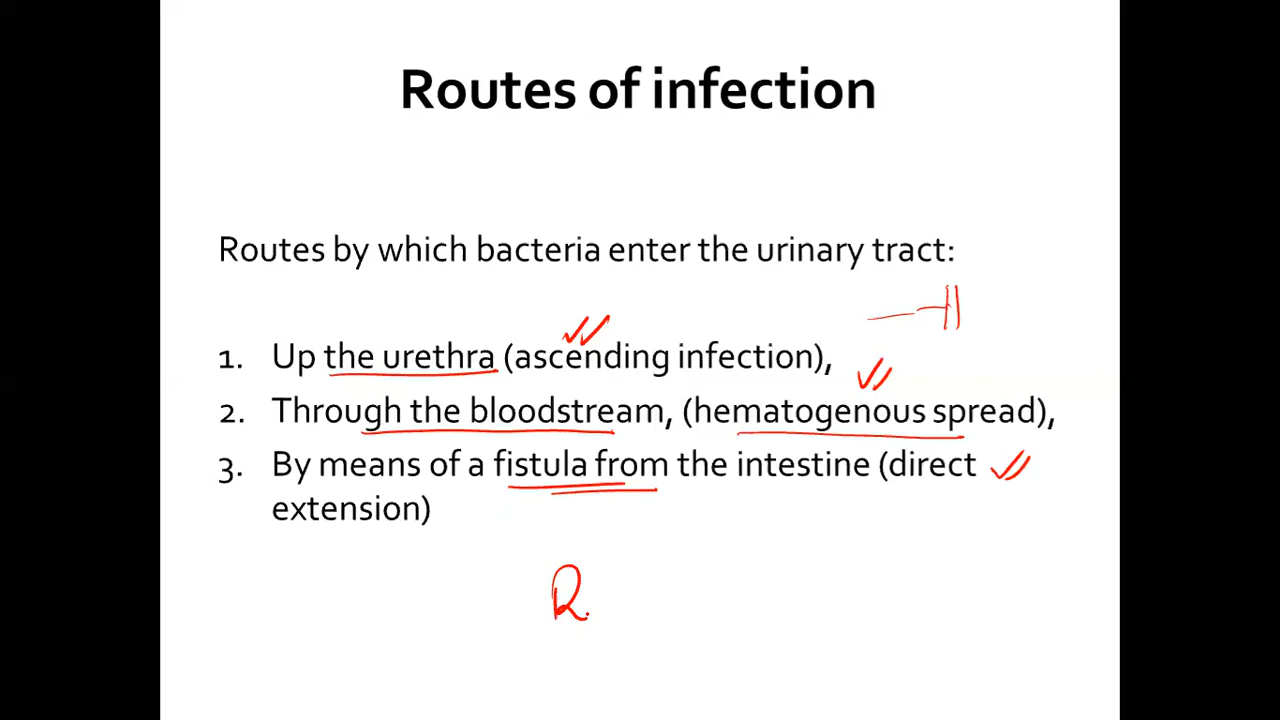 Routes of infection
Routes by which bacteria enter the urinary tract:
1. Up the urethra (ascending infection),
2. Through the bloodstream, (hematogenous spread),
3. By means of a fistula from the intestine (direct
extension)
R.